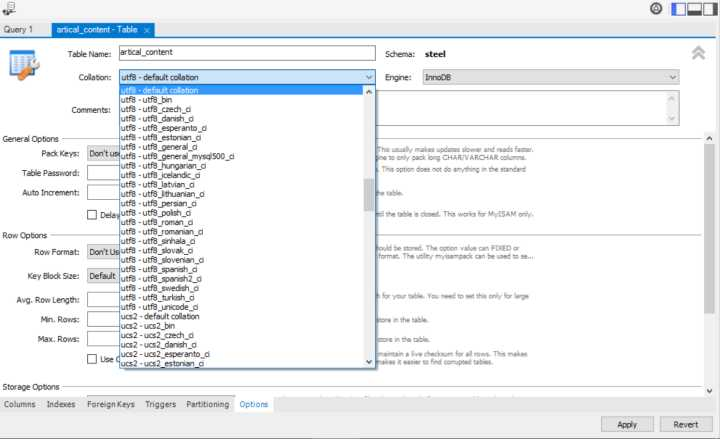 Query 1
artical_content - Table
Table Name: artical_content
Schema: steel
Collation: utf8 - default collation
Engine: InnoDB
utf8 - default collation
utf8 - utf8_bin
utf8 - utf8_czech_ci
utf8 - utf8_danish_ci
utf8 - utf8_esperanto_ci
utf8 - utf8_estonian_ci
utf8 - utf8_general_ci
utf8 - utf8_general_mysql500_ci
utf8 - utf8_hungarian_ci
utf8 - utf8_icelandic_ci
utf8 - utf8_latvian_ci
utf8 - utf8_lithuanian_ci
utf8 - utf8_persian_ci
utf8 - utf8_polish_ci
utf8 - utf8_roman_ci
utf8 - utf8_romanian_ci
utf8 - utf8_sinhala_ci
utf8 - utf8_slovak_ci
utf8 - utf8_slovenian_ci
utf8 - utf8_spanish_ci
utf8 - utf8_spanish2_ci
utf8 - utf8_swedish_ci
utf8 - utf8_turkish_ci
utf8 - utf8_unicode_ci
ucs2 - default collation
ucs2 - ucs2_bin
ucs2 - ucs2_czech_ci
ucs2 - ucs2_danish_ci
ucs2 - ucs2_esperanto_ci
ucs2 - ucs2_estonian_ci
Comments:
General Options
Pack Keys: Don't use
This usually makes updates slower and reads faster.
gine to only pack long CHAR/VARCHAR columns.
Table Password:
s. This option does not do anything in the standard
Auto Increment:
the table.
Delay
ntil the table is closed. This works for MyISAM only.
Row Options
Row Format: Don't Us
hould be stored. The option value can FIXED or
format. The utility myisampack can be used to se...
Key Block Size: Default
Avg. Row Length:
h for your table. You need to set this only for large
Min. Rows:
store in the table.
Max. Rows:
store in the table.
Use C
maintain a live checksum for all rows. This makes
makes it easier to find corrupted tables.
Storage Options
Columns
Indexes
Foreign Keys
Triggers
Partitioning
Options
Apply
Revert